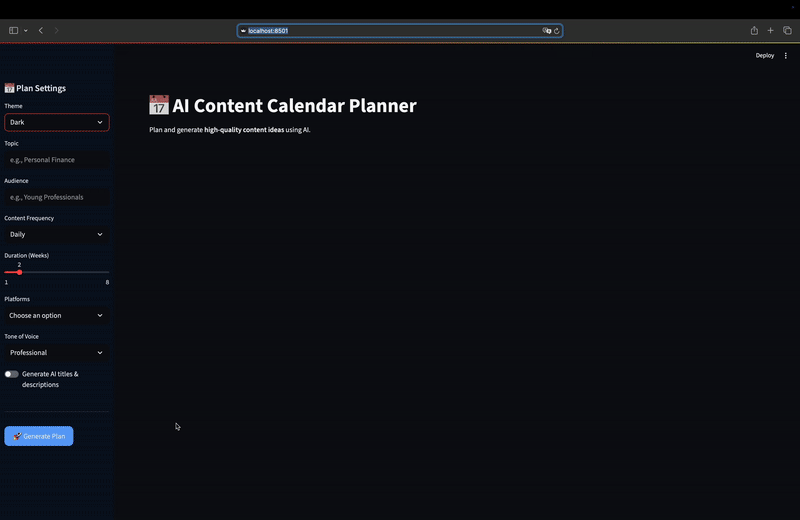 localhost:8501
Deploy
📅 Plan Settings
Theme
Dark
Topic
e.g., Personal Finance
Audience
e.g., Young Professionals
Content Frequency
Daily
Duration (Weeks)
2
1 8
Platforms
Choose an option
Tone of Voice
Professional
Generate AI titles &
descriptions
🚀 Generate Plan
📅 AI Content Calendar Planner
Plan and generate high-quality content ideas using AI.